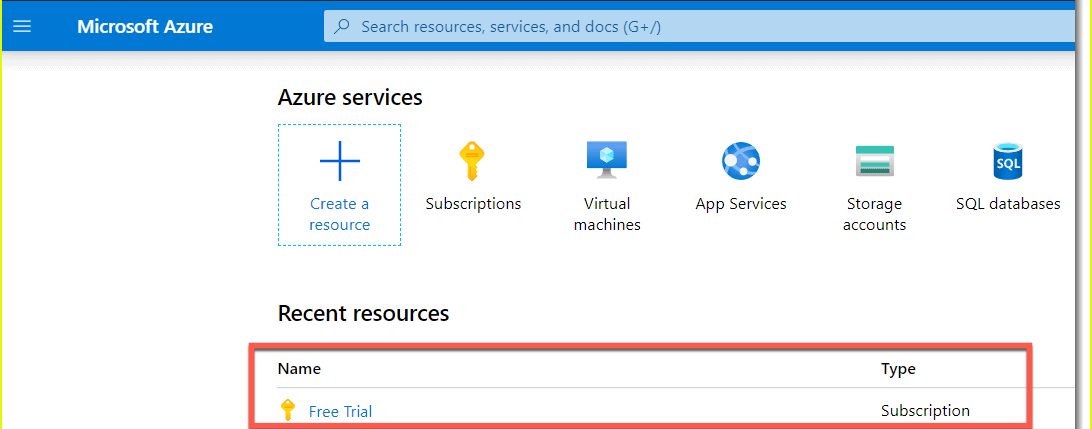 Microsoft Azure
Search resources, services, and docs (G+/)
Azure services
Create a
resource
Subscriptions
Virtual
machines
App Services
Storage
accounts
SQL
SQL databases
Recent resources
Name Type
Free Trial Subscription